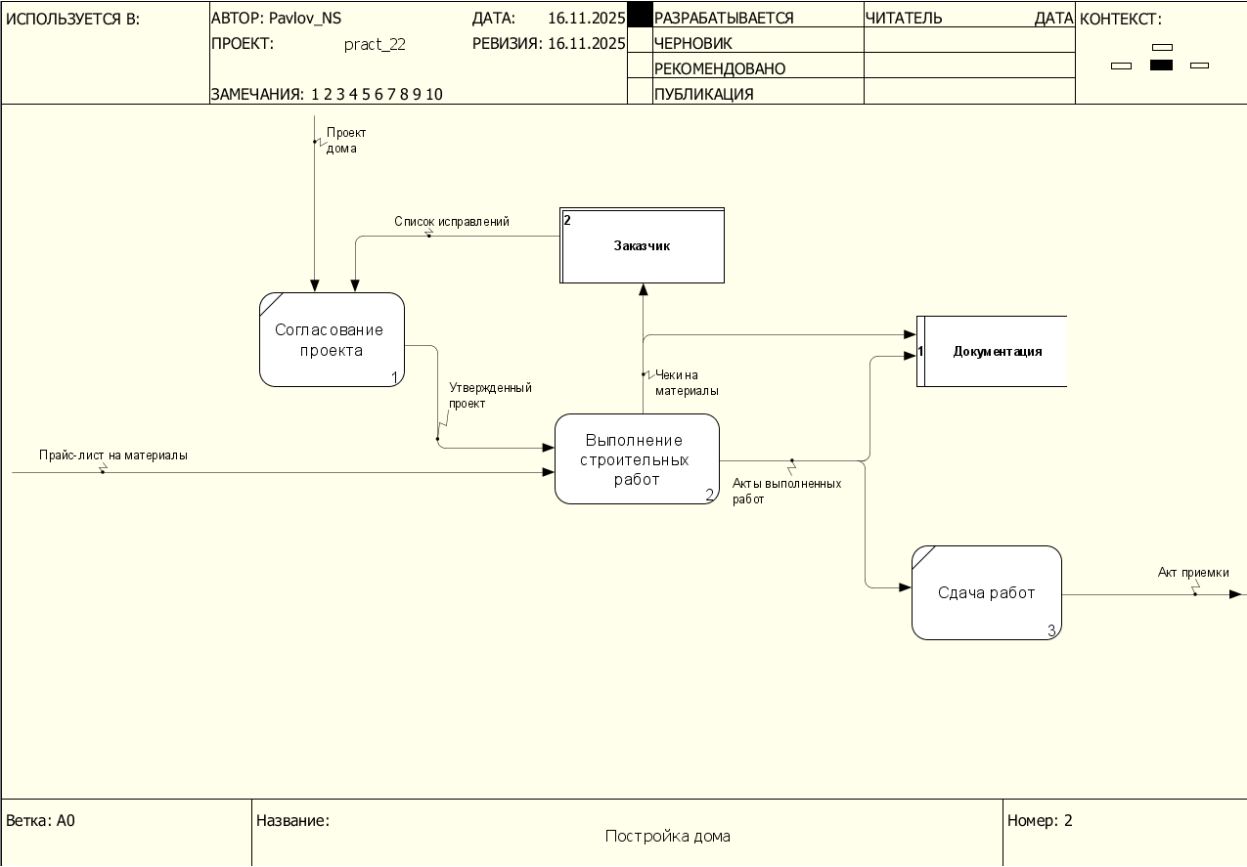 ИСПОЛЬЗУЕТСЯ В:
АВТОР: Pavlov_NS
ДАТА: 16.11.2025
ПРОЕКТ: pract_22
РЕВИЗИЯ: 16.11.2025
ЗАМЕЧАНИЯ: 1 2 3 4 5 6 7 8 9 10
РАЗРАБАТЫВАЕТСЯ
ЧЕРНОВИК
РЕКОМЕНДОВАНО
ПУБЛИКАЦИЯ
ЧИТАТЕЛЬ
ДАТА
КОНТЕКСТ:
Проект
дома
Список исправлений
2
Заказчик
Согласование
проекта
1
1
Документация
Чеки на
материалы
Утвержденный
проект
Прайс-лист на материалы
Выполнение
строительных
работ
2
Акты выполненных
работ
Акт приемки
Сдача работ
3
Ветка: A0
Название:
Постройка дома
Номер: 2